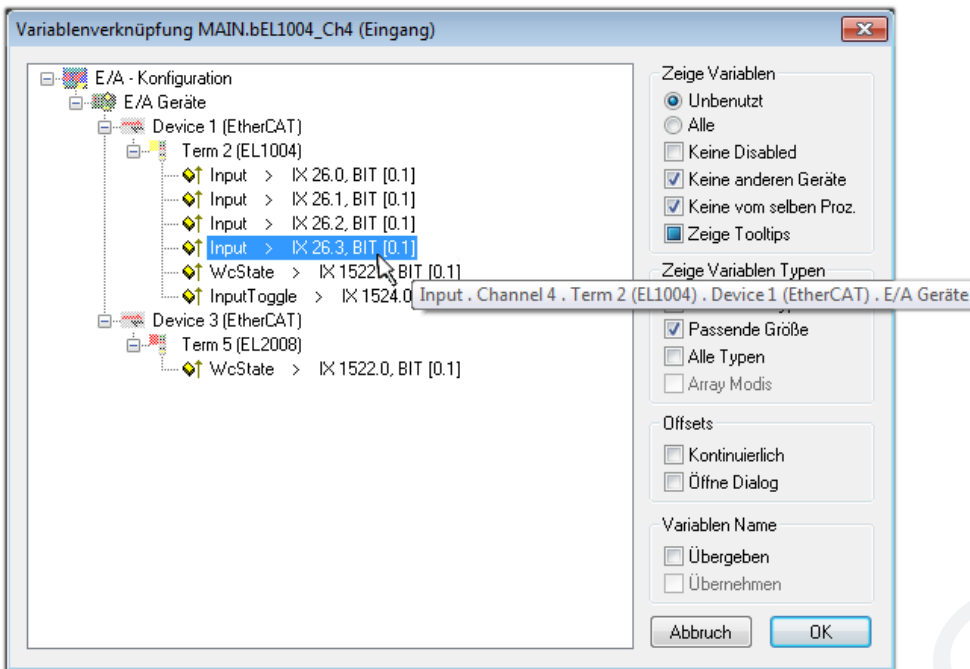 Variablenverknüpfung MAIN.bEL1004_Ch4 (Eingang)
E/A - Konfiguration
E/A Geräte
Device 1 (EtherCAT)
Term 2 (EL1004)
Input > IX 26.0, BIT [0.1]
Input > IX 26.1, BIT [0.1]
Input > IX 26.2, BIT [0.1]
Input > IX 26.3, BIT [0.1]
WcState > IX 1522. BIT [0.1]
InputToggle > IX 1524.0
Input . Channel 4 . Term 2 (EL1004) . Device 1 (EtherCAT) . E/A Geräte
Device 3 (EtherCAT)
Term 5 (EL2008)
WcState > IX 1522.0, BIT [0.1]
Zeige Variablen
Unbenutzt
Alle
Keine Disabled
Keine anderen Geräte
Keine vom selben Proz.
Zeige Tooltips
Zeige Variablen Typen
Passende Größe
Alle Typen
Array Modis
Offsets
Kontinuierlich
Öffne Dialog
Variablen Name
Übergeben
Übernehmen
Abbruch OK